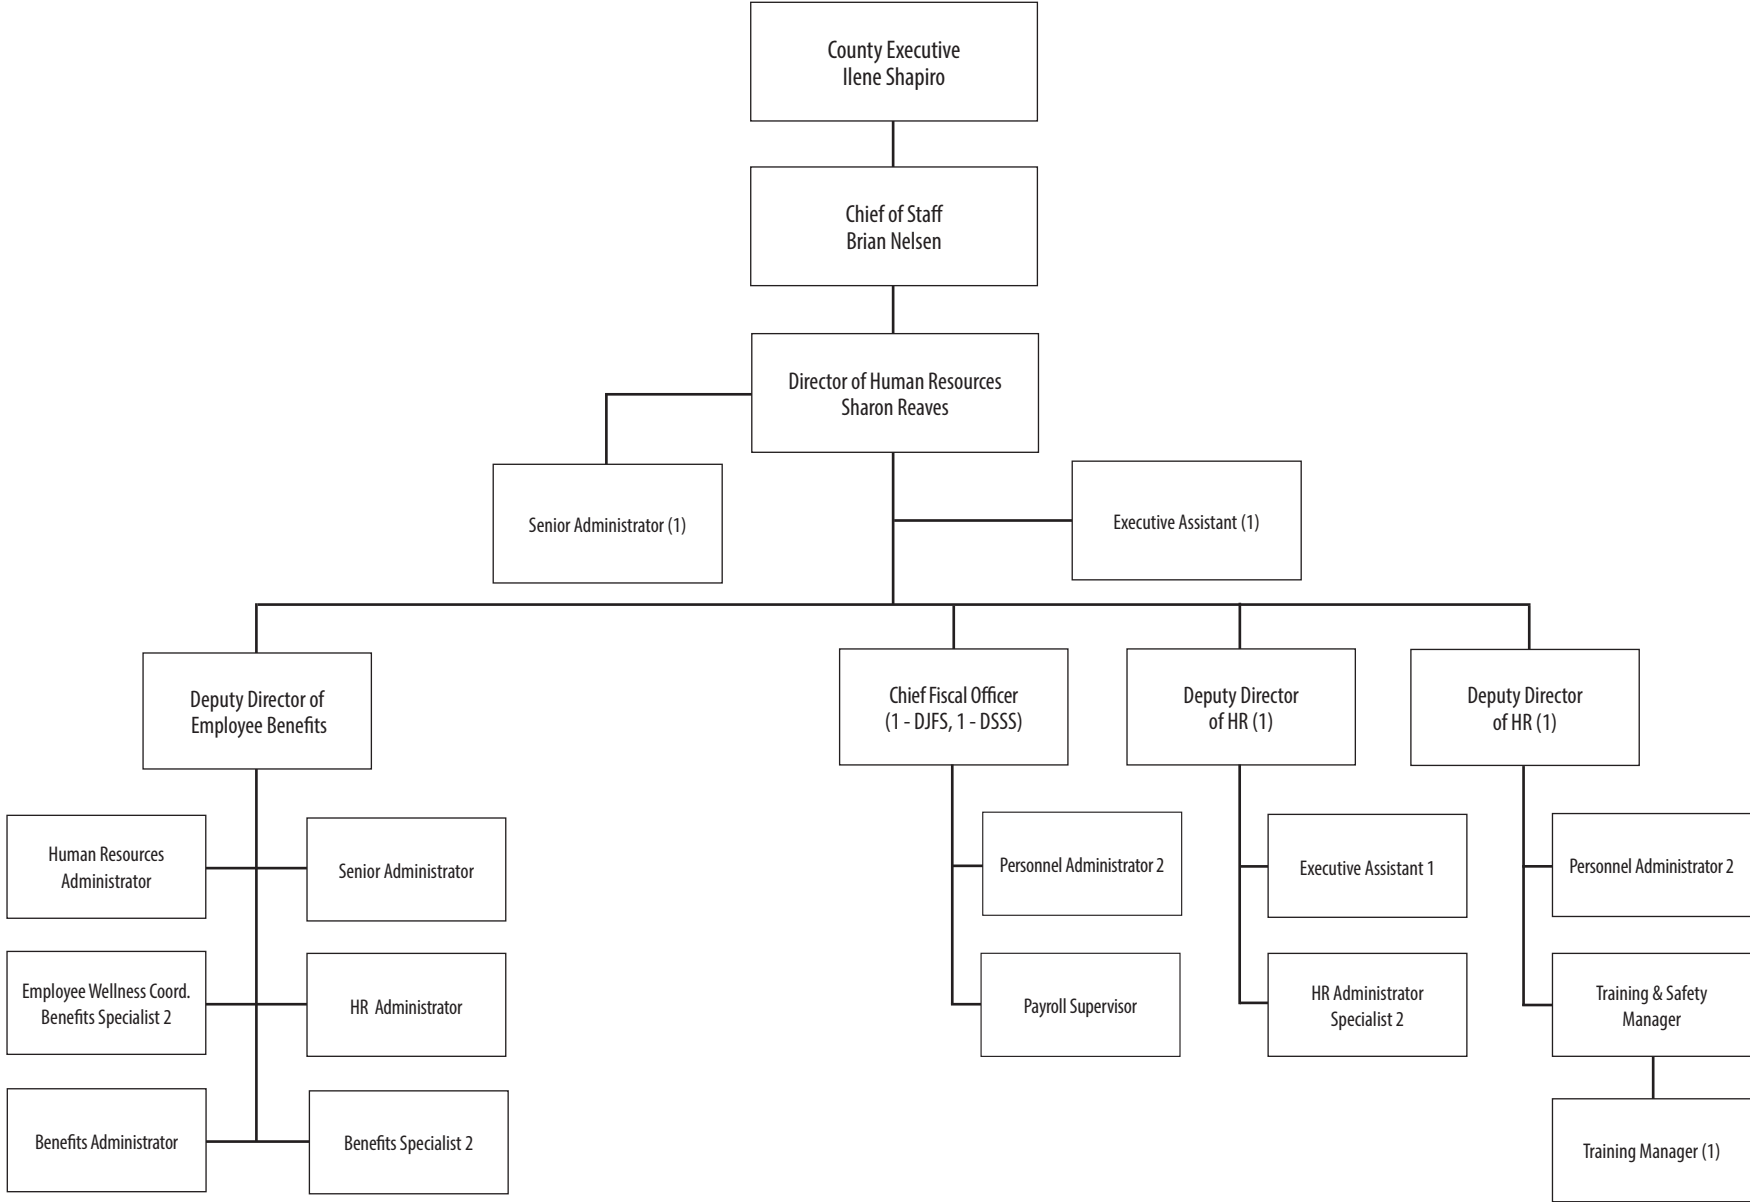 County Executive
Ilene Shapiro
Chief of Staff
Brian Nelsen
Director of Human Resources
Sharon Reaves
Senior Administrator (1)
Executive Assistant (1)
Deputy Director of
Employee Benefits
Chief Fiscal Officer
(1 - DJFS, 1 - DSSS)
Deputy Director
of HR (1)
Deputy Director
of HR (1)
Human Resources
Administrator
Senior Administrator
Personnel Administrator 2
Executive Assistant 1
Personnel Administrator 2
Employee Wellness Coord.
Benefits Specialist 2
HR Administrator
Payroll Supervisor
HR Administrator
Specialist 2
Training & Safety
Manager
Benefits Administrator
Benefits Specialist 2
Training Manager (1)